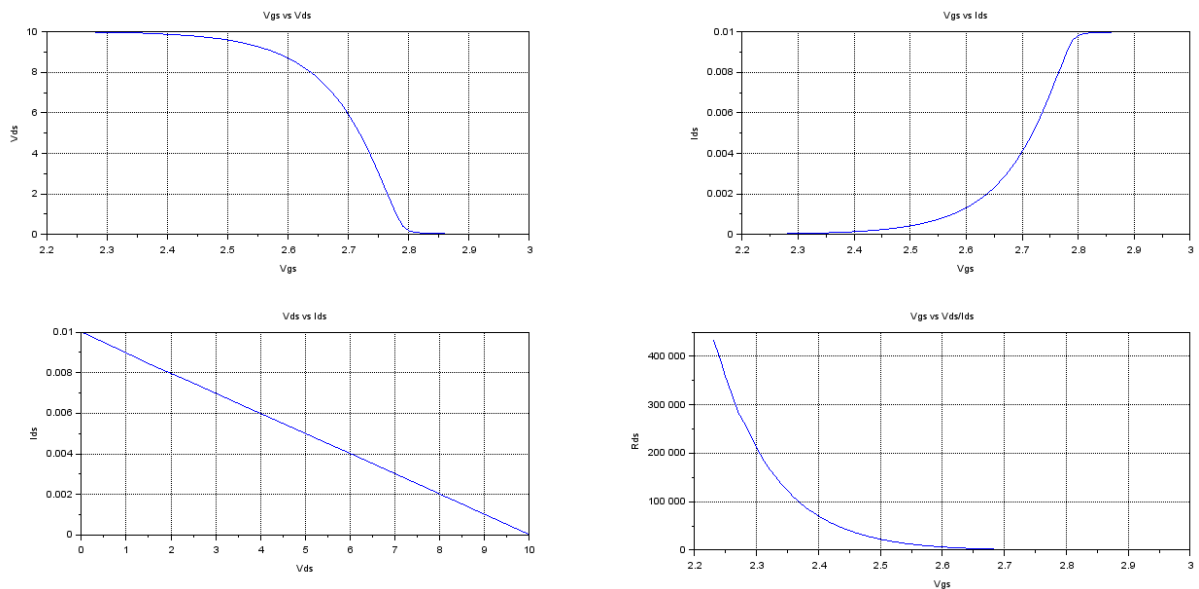 Vgs vs Vds
10
8
6
4
2
0
Vds
2.2 2.3 2.4 2.5 2.6 2.7 2.8 2.9 3
Vgs
Vgs vs Ids
0.01
0.008
0.006
0.004
0.002
0
Ids
2.2 2.3 2.4 2.5 2.6 2.7 2.8 2.9 3
Vgs
Vds vs Ids
0.01
0.008
0.006
0.004
0.002
0
Ids
0 1 2 3 4 5 6 7 8 9 10
Vds
Vgs vs Vds/Ids
400 000
300 000
200 000
100 000
0
Rds
2.2 2.3 2.4 2.5 2.6 2.7 2.8 2.9 3
Vgs